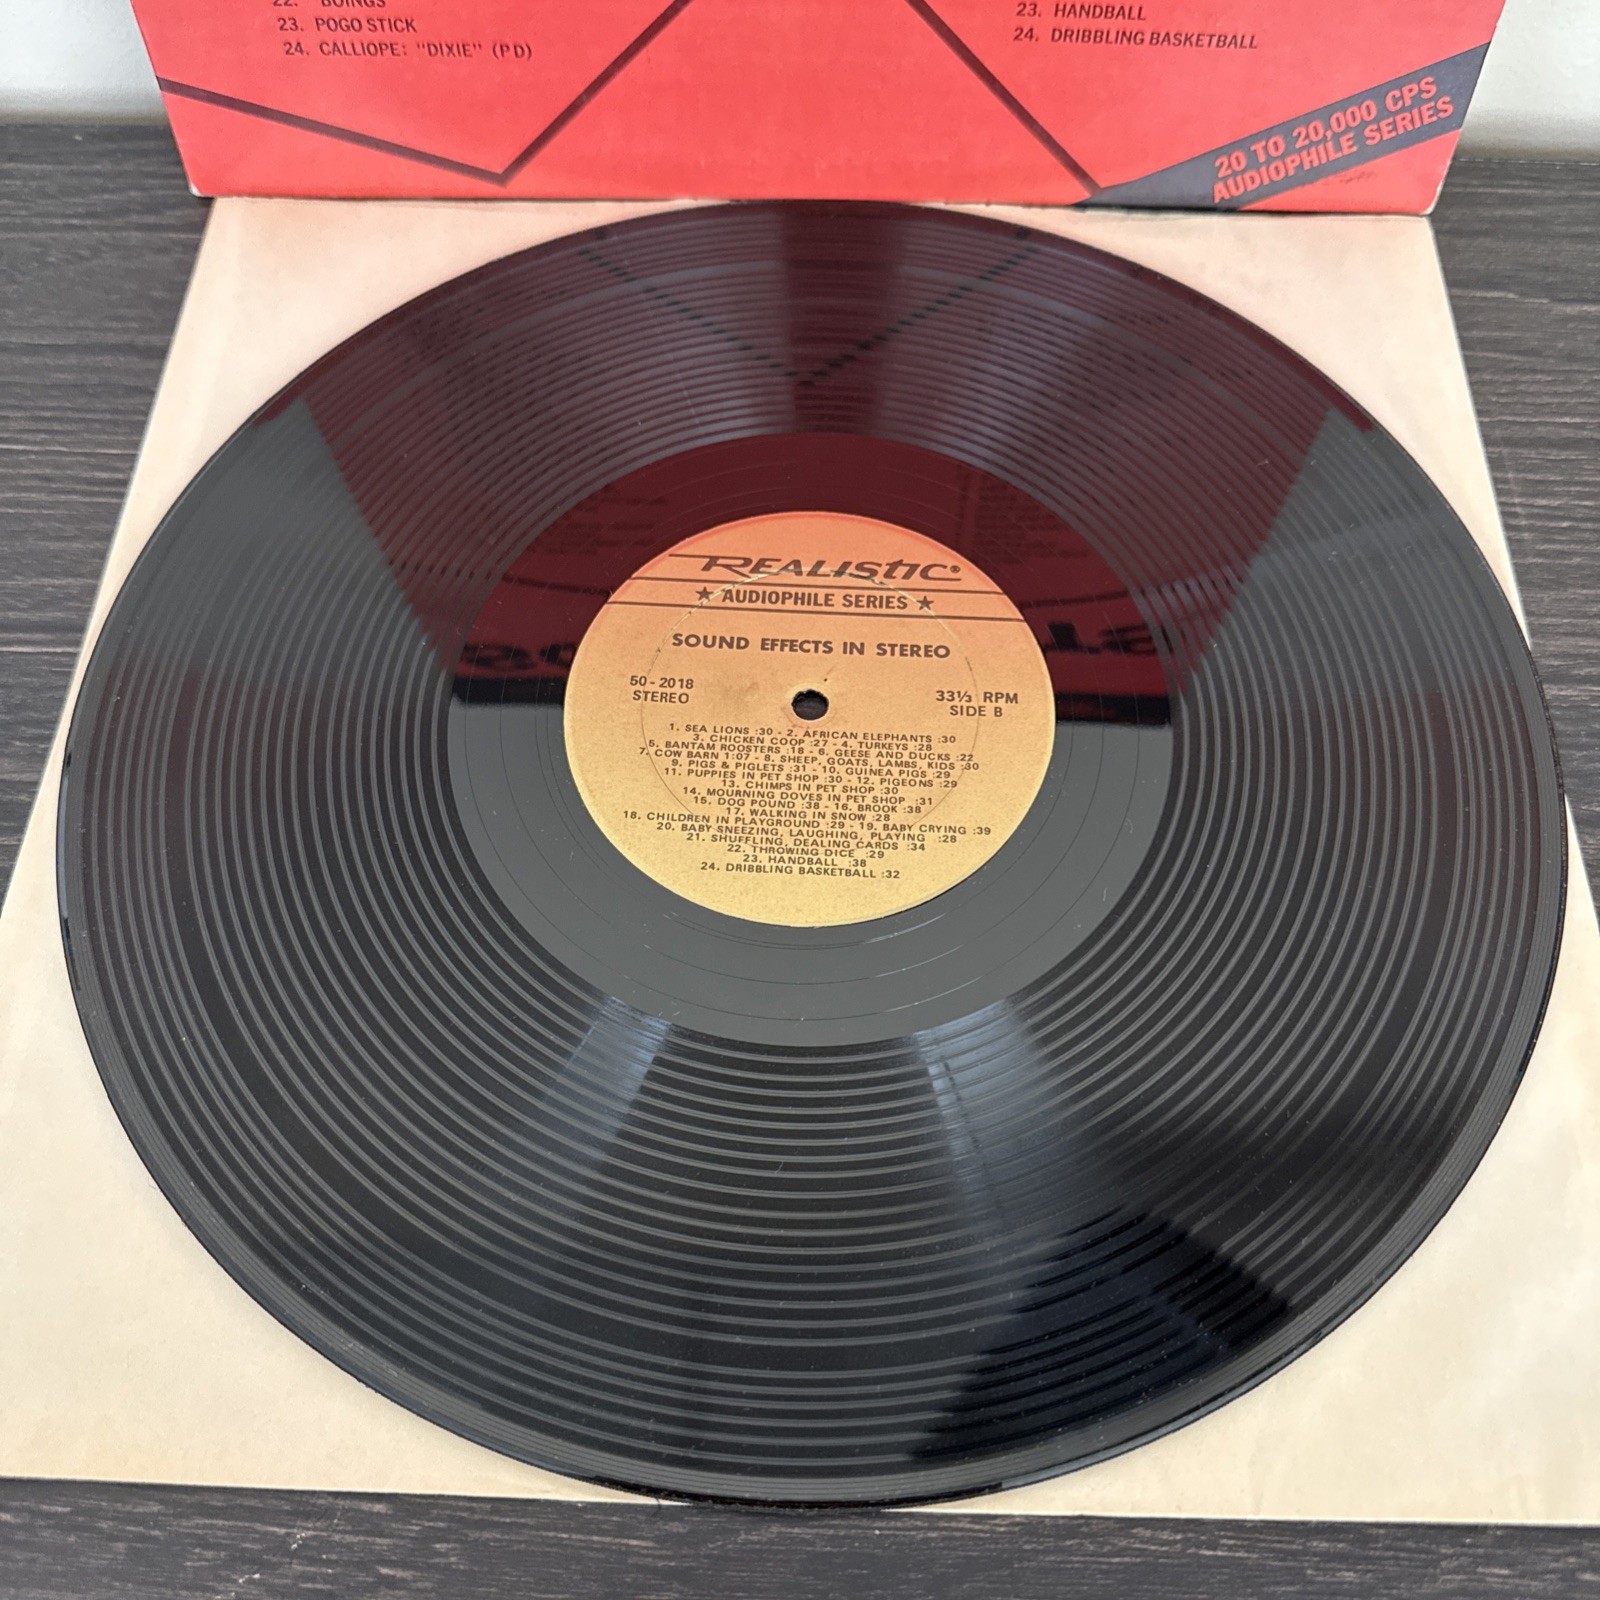 22. "BOINGS"
23. POGO STICK
24. CALLIOPE: "DIXIE" (PD)
23. HANDBALL
24. DRIBBLING BASKETBALL
20 TO 20,000 CPS
AUDIOPHILE SERIES
REALISTIC®
★ AUDIOPHILE SERIES ★
SOUND EFFECTS IN STEREO
50-2018
STEREO
33⅓ RPM
SIDE B
1. SEA LIONS :30 - 2. AFRICAN ELEPHANTS :30
3. CHICKEN COOP :27 - 4. TURKEYS :28
5. BANTAM ROOSTERS :18 - 6. GEESE AND DUCKS :22
7. COW BARN 1:07 - 8. SHEEP, GOATS, LAMBS, KIDS :30
9. PIGS & PIGLETS :31 - 10. GUINEA PIGS :29
11. PUPPIES IN PET SHOP :30 - 12. PIGEONS :29
13. CHIMPS IN PET SHOP :30
14. MOURNING DOVES IN PET SHOP :31
15. DOG POUND :38 - 16. BROOK :38
17. WALKING IN SNOW :28
18. CHILDREN IN PLAYGROUND :29 - 19. BABY CRYING :39
20. BABY SNEEZING, LAUGHING, PLAYING :28
21. SHUFFLING, DEALING CARDS :34
22. THROWING DICE :29
23. HANDBALL :38
24. DRIBBLING BASKETBALL :32